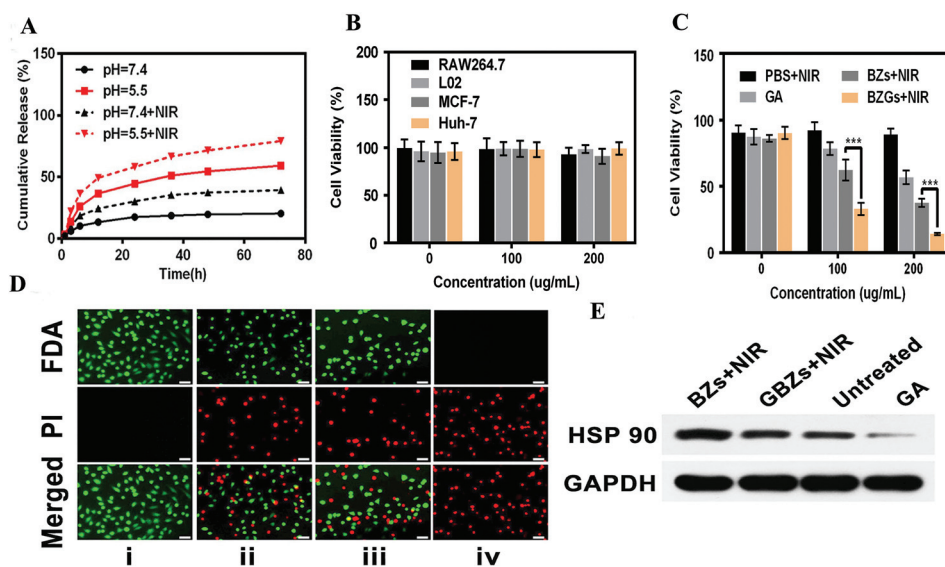 A
Cumulative Release (%)
150
100
50
0
0
20
40
60
80
Time(h)
pH=7.4
pH=5.5
pH=7.4+NIR
pH=5.5+NIR
B
Cell Viability (%)
200
150
100
50
0
RAW264.7
L02
MCF-7
Huh-7
0 100 200
Concentration (ug/mL)
C
Cell Viability (%)
150
100
50
0
PBS+NIR BZs+NIR
GA BZGs+NIR
***
***
0 100 200
Concentration (ug/mL)
D
FDA
PI
Merged
i ii iii iv
E
BZs+NIR GBZs+NIR Untreated GA
HSP 90
GAPDH